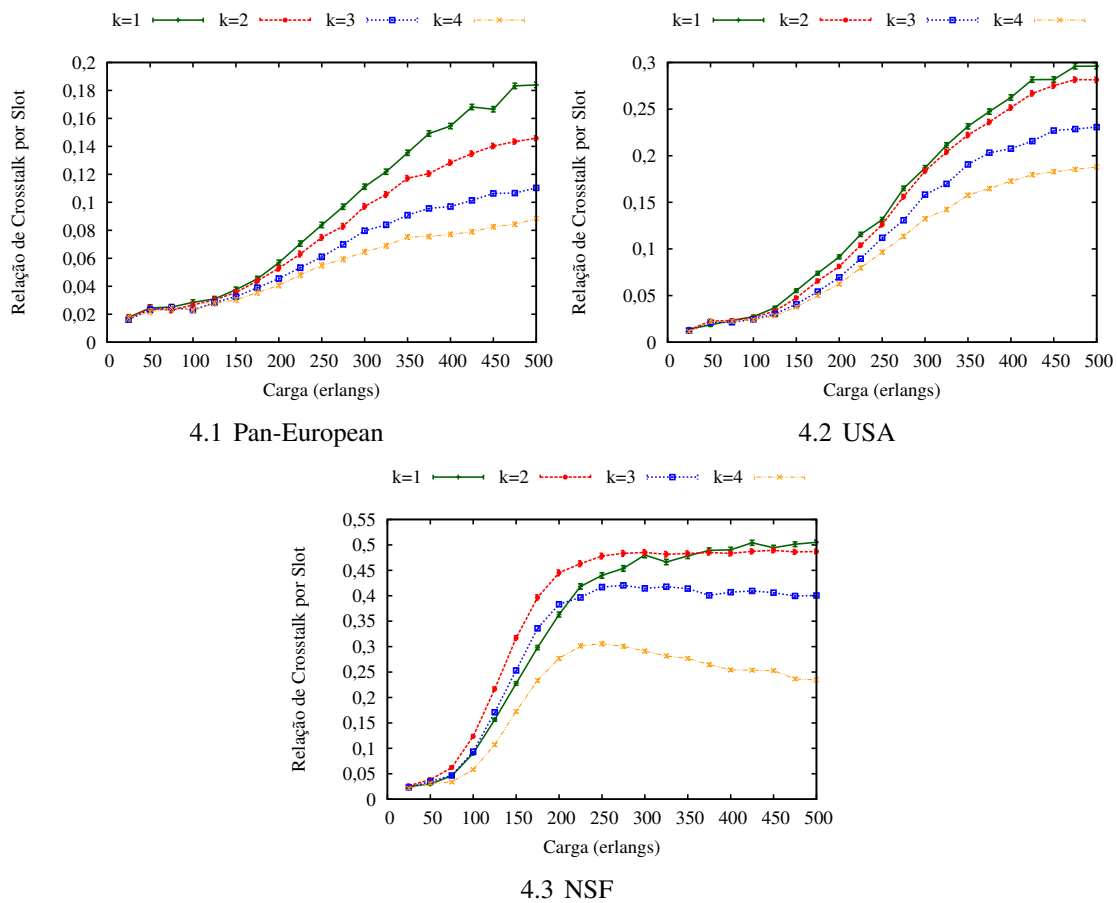 k=1 k=2 k=3 k=4
Relação de Crosstalk por Slot
0,2
0,18
0,16
0,14
0,12
0,1
0,08
0,06
0,04
0,02
0
0 50 100 150 200 250 300 350 400 450 500
Carga (erlangs)
4.1 Pan-European
k=1 k=2 k=3 k=4
Relação de Crosstalk por Slot
0,3
0,25
0,2
0,15
0,1
0,05
0
0 50 100 150 200 250 300 350 400 450 500
Carga (erlangs)
4.2 USA
k=1 k=2 k=3 k=4
Relação de Crosstalk por Slot
0,55
0,5
0,45
0,4
0,35
0,3
0,25
0,2
0,15
0,1
0,05
0
0 50 100 150 200 250 300 350 400 450 500
Carga (erlangs)
4.3 NSF